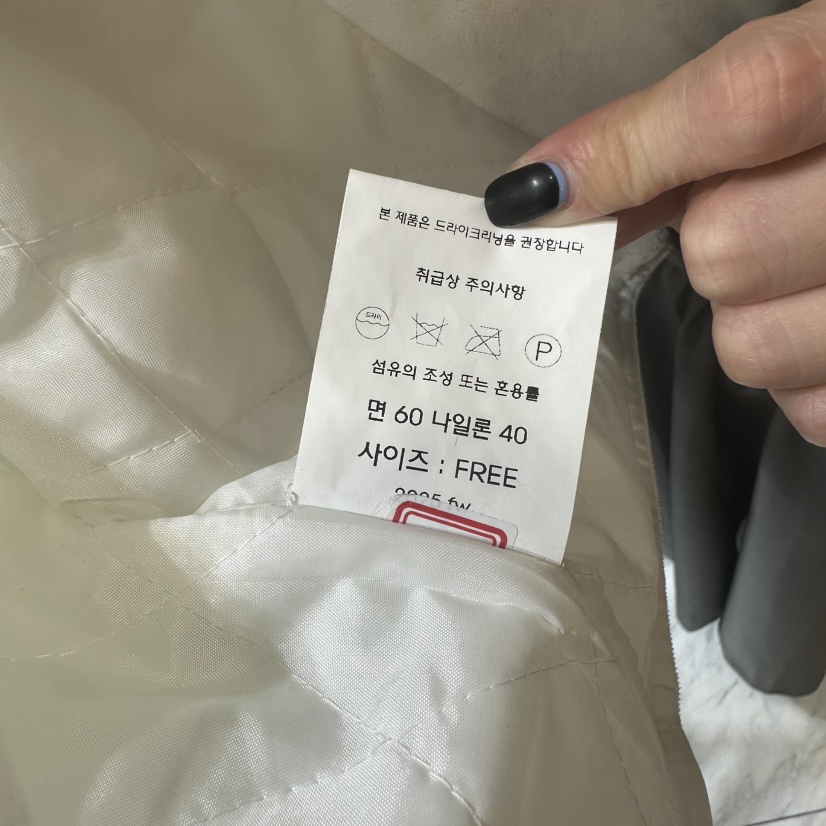 본 제품은 드라이크리닝을 권장합니다
취급상 주의사항
드라이
P
섬유의 조성 또는 혼용률
면 60 나일론 40
사이즈 : FREE
2025 fw